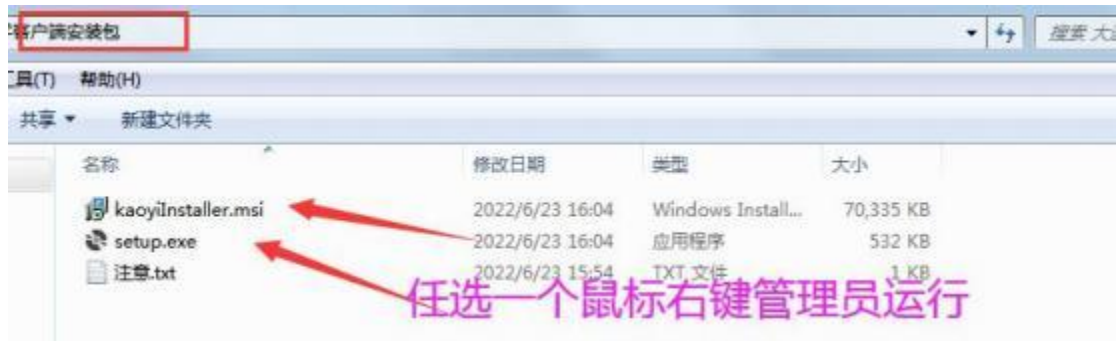 客户端安装包
搜索 大
工具(T) 帮助(H)
共享 新建文件夹
名称 修改日期 类型 大小
kaoyiInstaller.msi 2022/6/23 16:04 Windows Install... 70,335 KB
setup.exe 2022/6/23 16:04 应用程序 532 KB
注意.txt 2022/6/23 15:54 TXT 文件 1 KB
任选一个鼠标右键管理员运行